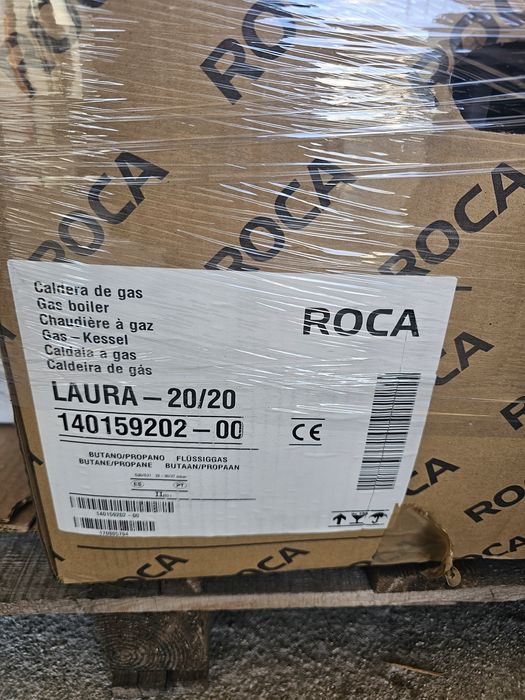 ROCA
ROCA
ROCA
ROCA
ROCA
Caldera de gas
Gas boiler
Chaudière à gaz
Gas – Kessel
Caldaia a gas
Caldeira de gás
ROCA
LAURA – 20/20
140159202 – 00
CE
BUTANO/PROPANO FLÜSSIGGAS
BUTANE/PROPANE BUTAAN/PROPAAN
ES PT
140159202 - 00
ROCA
ROCA
ROCA
ROCA